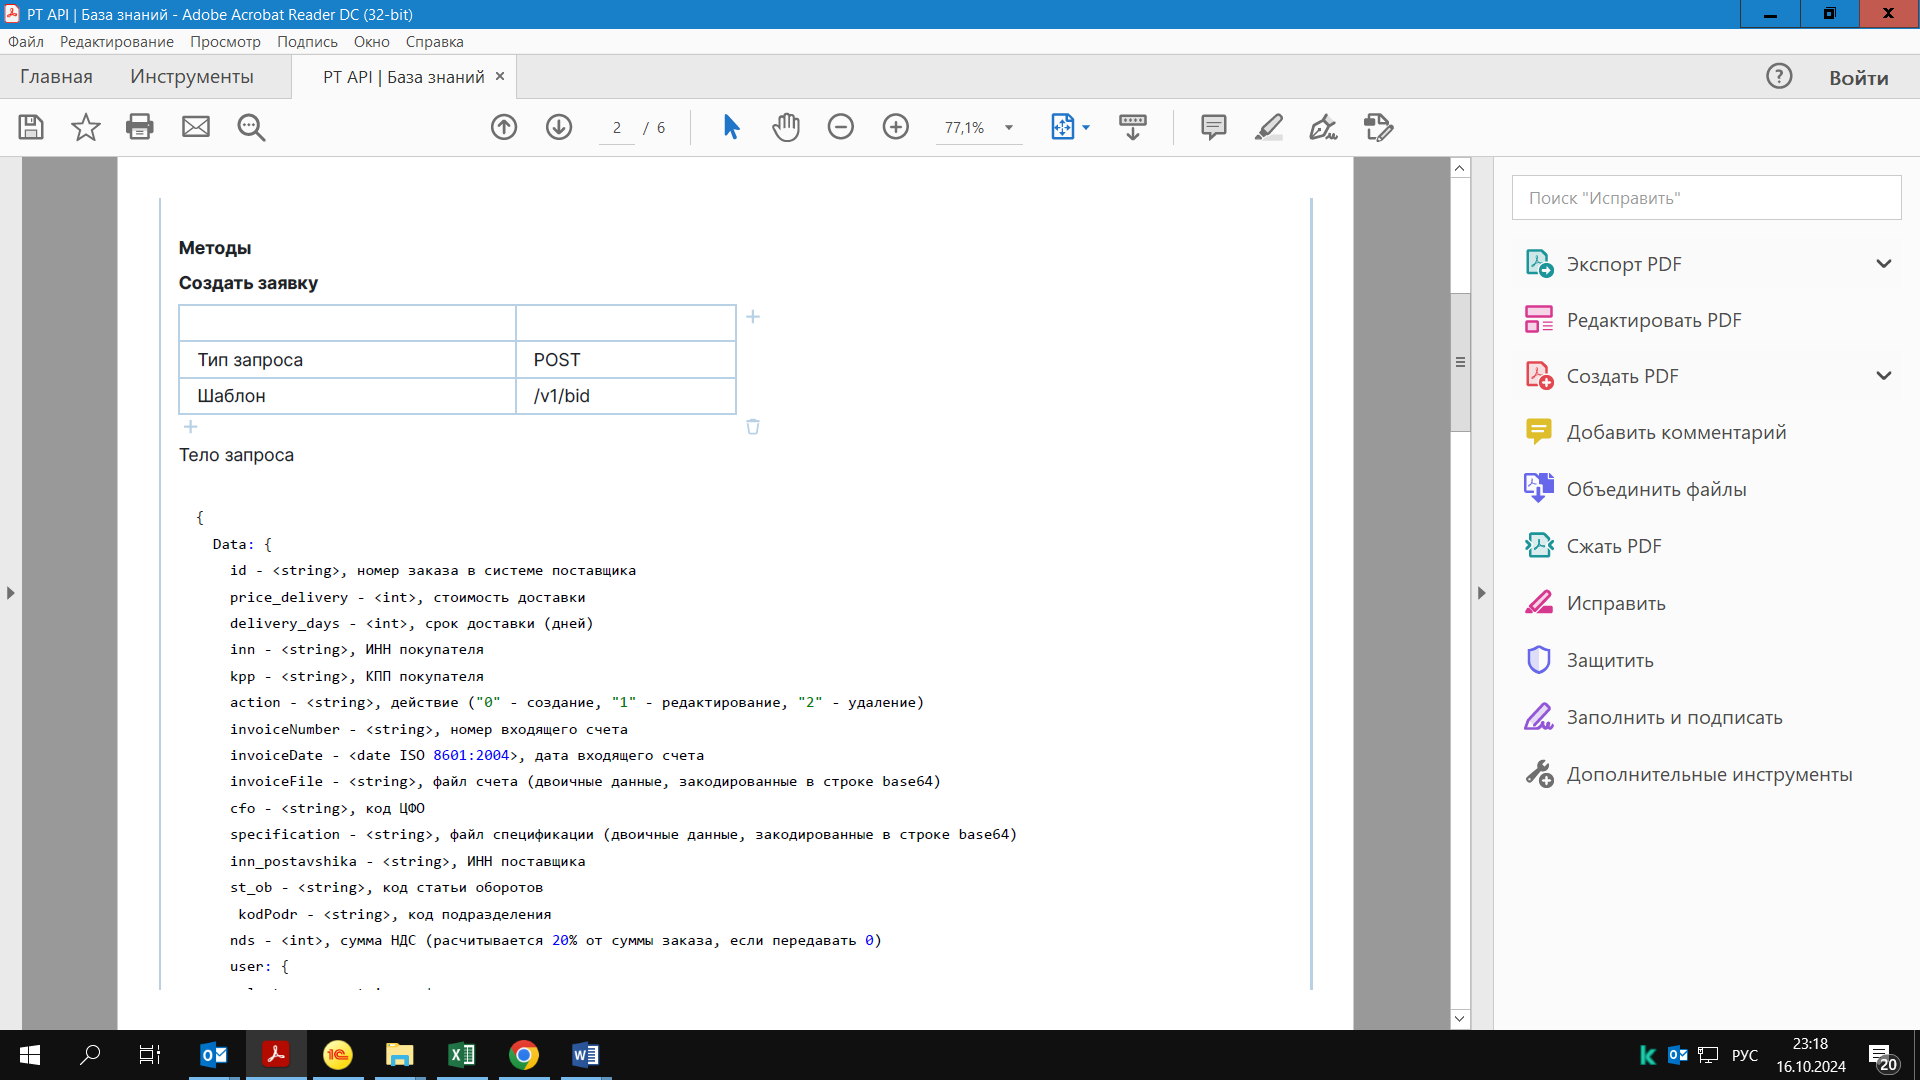 PT API | База знаний - Adobe Acrobat Reader DC (32-bit)
Файл Редактирование Просмотр Подпись Окно Справка
Главная Инструменты PT API | База знаний × ? Войти
2 / 6 77,1%
Поиск "Исправить"
Экспорт PDF
Редактировать PDF
Создать PDF
Добавить комментарий
Объединить файлы
Сжать PDF
Исправить
Защитить
Заполнить и подписать
Дополнительные инструменты
Методы
Создать заявку
Тип запроса POST
Шаблон /v1/bid
Тело запроса
{
Data: {
id - <string>, номер заказа в системе поставщика
price_delivery - <int>, стоимость доставки
delivery_days - <int>, срок доставки (дней)
inn - <string>, ИНН покупателя
kpp - <string>, КПП покупателя
action - <string>, действие ("0" - создание, "1" - редактирование, "2" - удаление)
invoiceNumber - <string>, номер входящего счета
invoiceDate - <date ISO 8601:2004>, дата входящего счета
invoiceFile - <string>, файл счета (двоичные данные, закодированные в строке base64)
cfo - <string>, код ЦФО
specification - <string>, файл спецификации (двоичные данные, закодированные в строке base64)
inn_postavshika - <string>, ИНН поставщика
st_ob - <string>, код статьи оборотов
kodPodr - <string>, код подразделения
nds - <int>, сумма НДС (расчитывается 20% от суммы заказа, если передавать 0)
user: {
РУС
23:18
16.10.2024
20